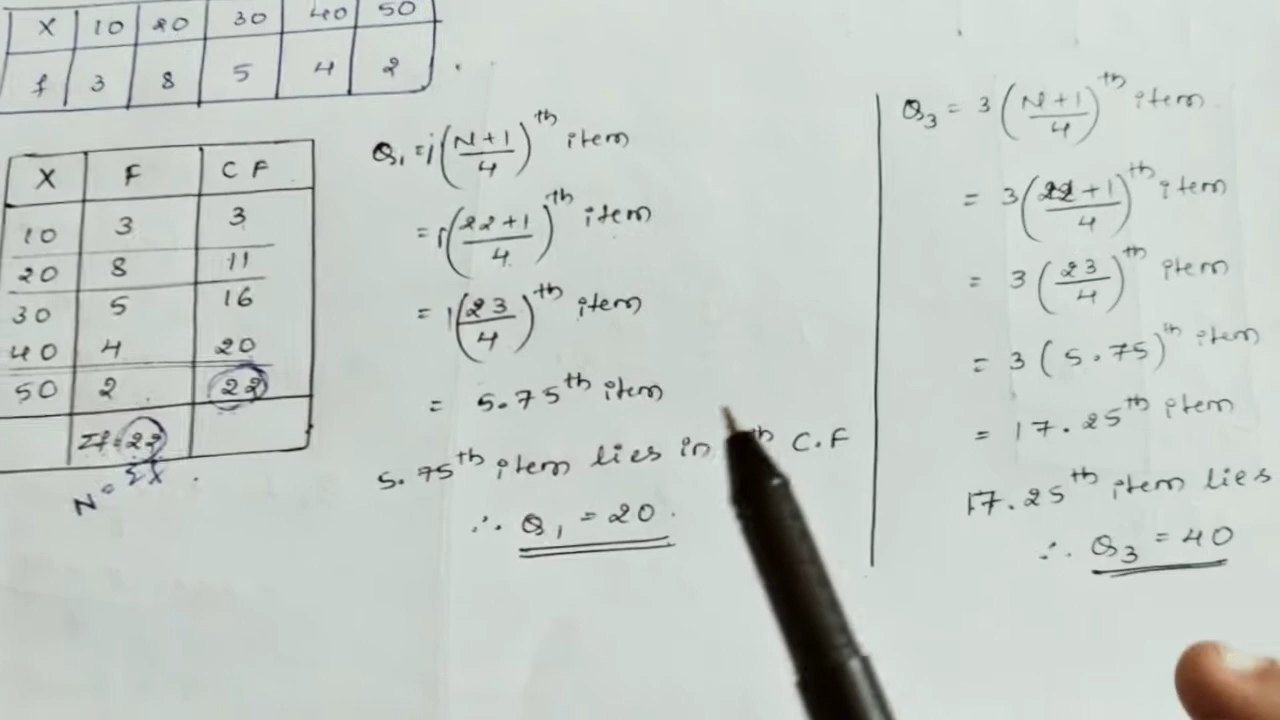 X 10 20 30 40 50
f 3 8 5 4 2
X F CF
10 3 3
20 8 11
30 5 16
40 4 20
50 2 22
Σf=22
N =
Q₁ = j(N+1/4)th item
= 1(22+1/4)th item
= 1(23/4)th item
= 5.75th item
5.75th item lies in th C.F
∴ Q₁ = 20.
Q₃ = 3(N+1/4)th item
= 3(22+1/4)th item
= 3(23/4)th item
= 3(5.75)th item
= 17.25th item
17.25th item lies
∴ Q₃ = 40